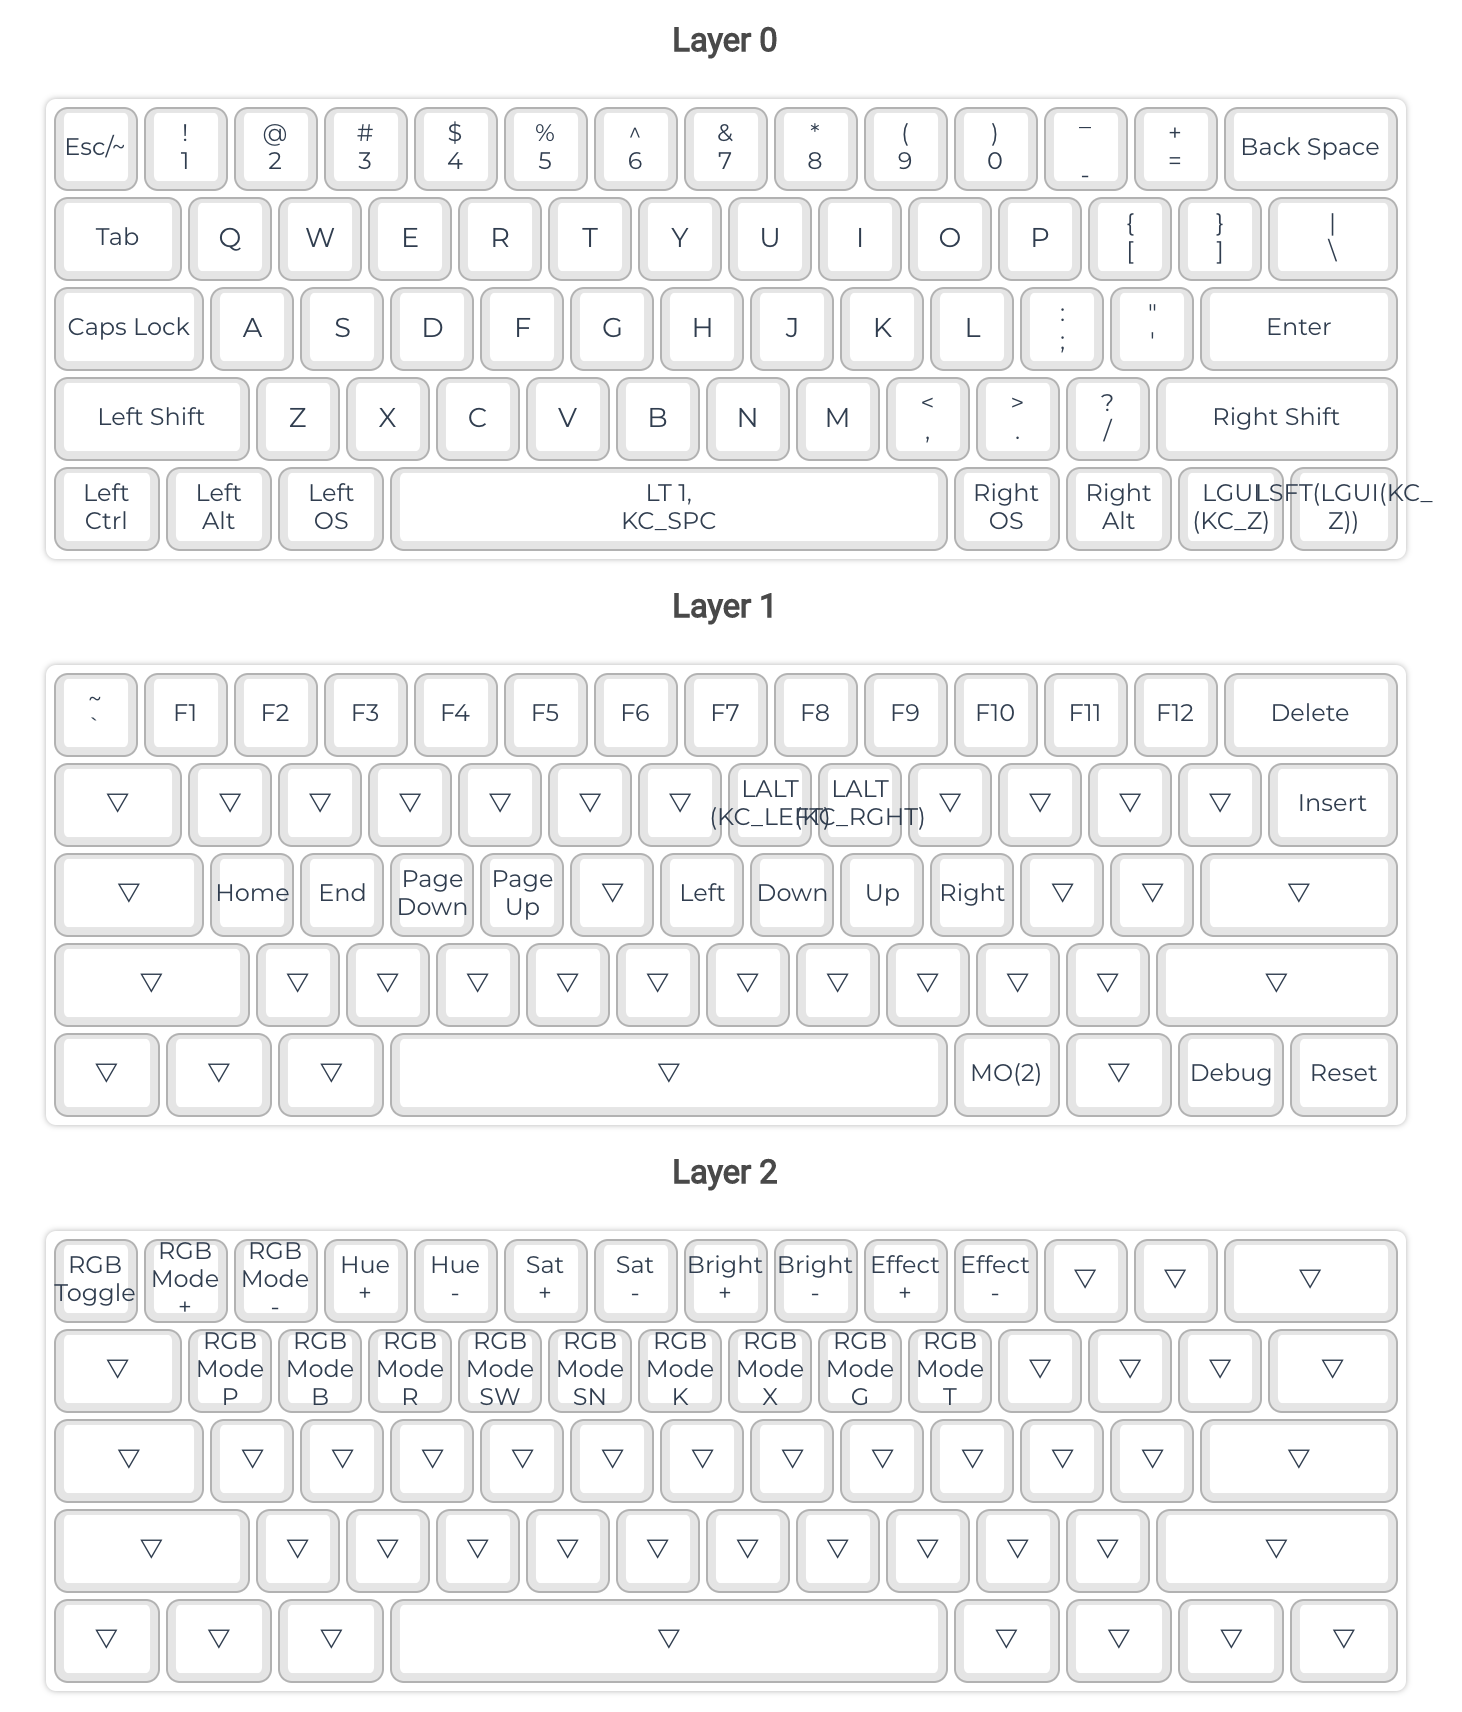 Layer 0
Esc/~ ! 1 @ 2 # 3 $ 4 % 5 ^ 6 & 7 * 8 ( 9 ) 0 _ - + = Back Space
Tab Q W E R T Y U I O P { [ } ] | \
Caps Lock A S D F G H J K L : ; " ' Enter
Left Shift Z X C V B N M < , > . ? / Right Shift
Left Ctrl Left Alt Left OS LT 1, KC_SPC Right OS Right Alt LGUI (KC_Z) LSFT(LGUI(KC_Z))
Layer 1
~ ` F1 F2 F3 F4 F5 F6 F7 F8 F9 F10 F11 F12 Delete
▽ ▽ ▽ ▽ ▽ ▽ ▽ LALT (KC_LEFT) LALT (KC_RGHT) ▽ ▽ ▽ ▽ Insert
▽ Home End Page Down Page Up ▽ Left Down Up Right ▽ ▽ ▽
▽ ▽ ▽ ▽ ▽ ▽ ▽ ▽ ▽ ▽ ▽ ▽
▽ ▽ ▽ ▽ MO(2) ▽ Debug Reset
Layer 2
RGB Toggle RGB Mode + RGB Mode - Hue + Hue - Sat + Sat - Bright + Bright - Effect + Effect - ▽ ▽ ▽
▽ RGB Mode P RGB Mode B RGB Mode R RGB Mode SW RGB Mode SN RGB Mode K RGB Mode X RGB Mode G RGB Mode T ▽ ▽ ▽ ▽
▽ ▽ ▽ ▽ ▽ ▽ ▽ ▽ ▽ ▽ ▽ ▽ ▽
▽ ▽ ▽ ▽ ▽ ▽ ▽ ▽ ▽ ▽ ▽ ▽
▽ ▽ ▽ ▽ ▽ ▽ ▽ ▽